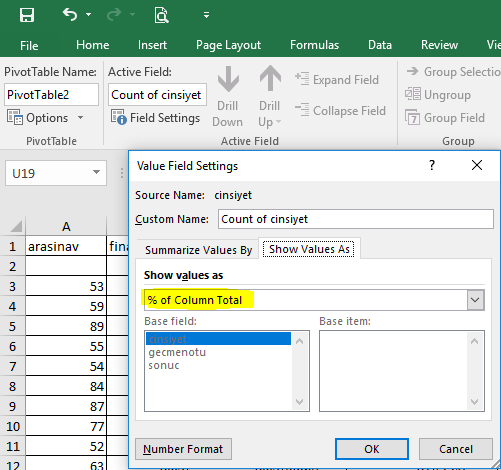 File Home Insert Page Layout Formulas Data Review Vie
PivotTable Name:
PivotTable2
Options
PivotTable
Active Field:
Count of cinsiyet
Field Settings
Drill Down
Drill Up
Expand Field
Collapse Field
Active Field
Group Selectio
Ungroup
Group Field
Group
U19
Value Field Settings
Source Name: cinsiyet
Custom Name: Count of cinsiyet
Summarize Values By Show Values As
Show values as
% of Column Total
Base field: Base item:
cinsiyet
gecmenotu
sonuc
Number Format OK Cancel
A
1 arasinav fina
2
3 53
4 59
5 89
6 55
7 54
8 84
9 87
10 77
11 52
12 63